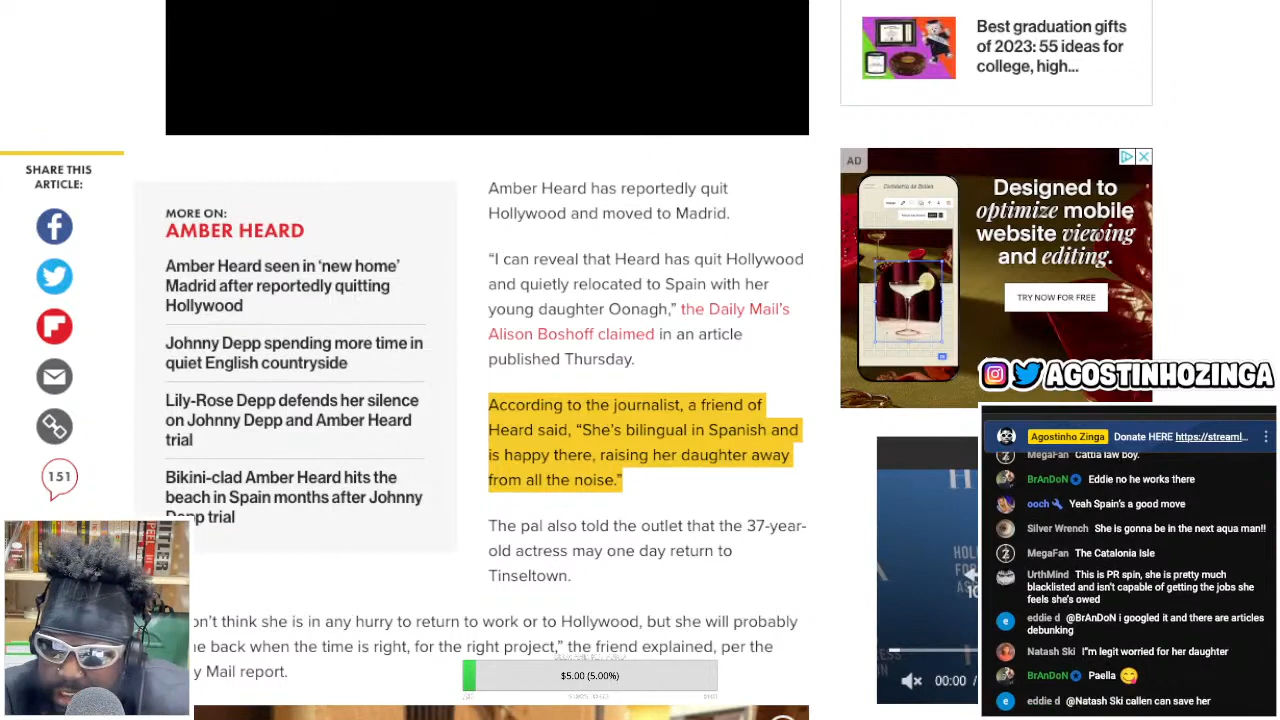 Best graduation gifts
of 2023: 55 ideas for
college, high...
SHARE THIS
ARTICLE:
151
MORE ON:
AMBER HEARD
Amber Heard seen in ‘new home’
Madrid after reportedly quitting
Hollywood
Johnny Depp spending more time in
quiet English countryside
Lily-Rose Depp defends her silence
on Johnny Depp and Amber Heard
trial
Bikini-clad Amber Heard hits the
beach in Spain months after Johnny
Depp trial
Amber Heard has reportedly quit
Hollywood and moved to Madrid.
“I can reveal that Heard has quit Hollywood
and quietly relocated to Spain with her
young daughter Oonagh,” the Daily Mail’s
Alison Boshoff claimed in an article
published Thursday.
According to the journalist, a friend of
Heard said, “She’s bilingual in Spanish and
is happy there, raising her daughter away
from all the noise.”
The pal also told the outlet that the 37-year-
old actress may one day return to
Tinseltown.
on’t think she is in any hurry to return to work or to Hollywood, but she will probably
back when the time is right, for the right project,” the friend explained, per the
Mail report.
$5.00 (5.00%)
AD
Designed to
optimize mobile
website viewing
and editing.
TRY NOW FOR FREE
AGOSTINHOZINGA
Agostinho Zinga Donate HERE https://streaml...
MegaFan Cattia law boy.
BrAnDoN Eddie no he works there
ooch Yeah Spain’s a good move
Silver Wrench She is gonna be in the next aqua man!!
MegaFan The Catalonia Isle
UrthMind This is PR spin, she is pretty much
blacklisted and isn’t capable of getting the jobs she
feels she’s owed
eddie d @BrAnDoN i googled it and there are articles
debunking
Natash Ski I’’m legit worried for her daughter
BrAnDoN Paella 😋
eddie d @Natash Ski callen can save her
00:00